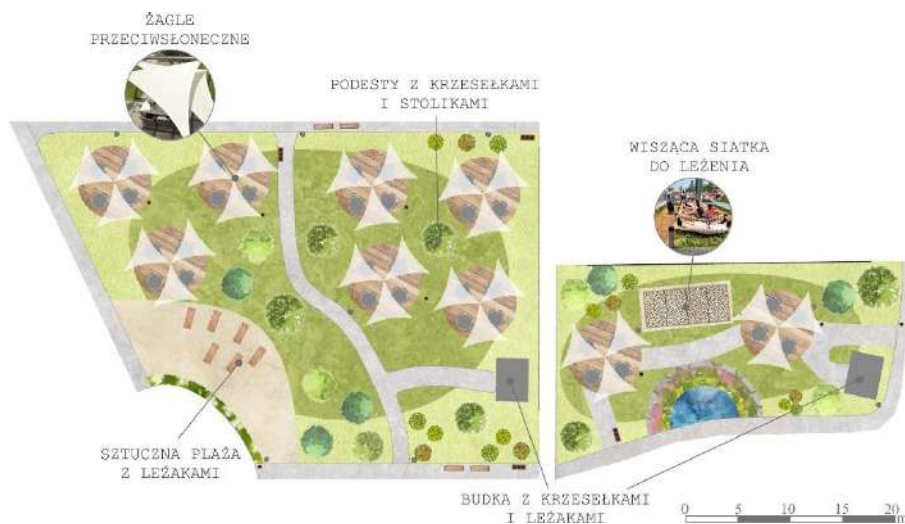 ŻAGLE
PRZECIWSŁONECZNE
PODESTY Z KRZESEŁKAMI
I STOLIKAMI
WISZĄCA SIATKA
DO LEŻENIA
SZTUCZNA PLAŻA
Z LEŻAKAMI
BUDKA Z KRZESEŁKAMI
I LEŻAKAMI
0 5 10 15 20
m